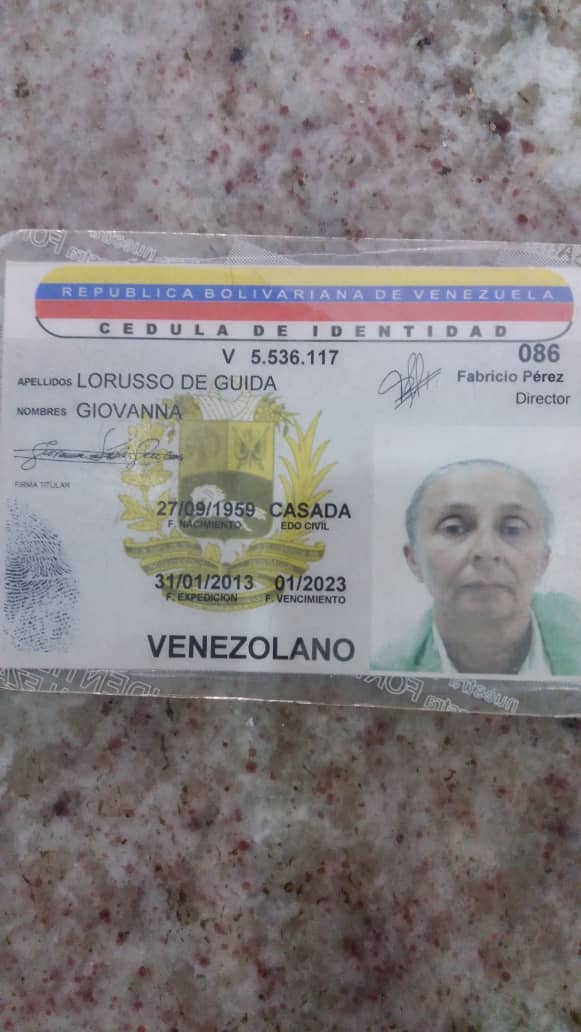 REPUBLICA BOLIVARIANA DE VENEZUELA
CEDULA DE IDENTIDAD
V 5.536.117
086
APELLIDOS LORUSSO DE GUIDA
Fabricio Pérez
Director
NOMBRES GIOVANNA
FIRMA TITULAR
27/09/1959 CASADA
F. NACIMIENTO EDO CIVIL
31/01/2013 01/2023
F. EXPEDICION F. VENCIMIENTO
VENEZOLANO